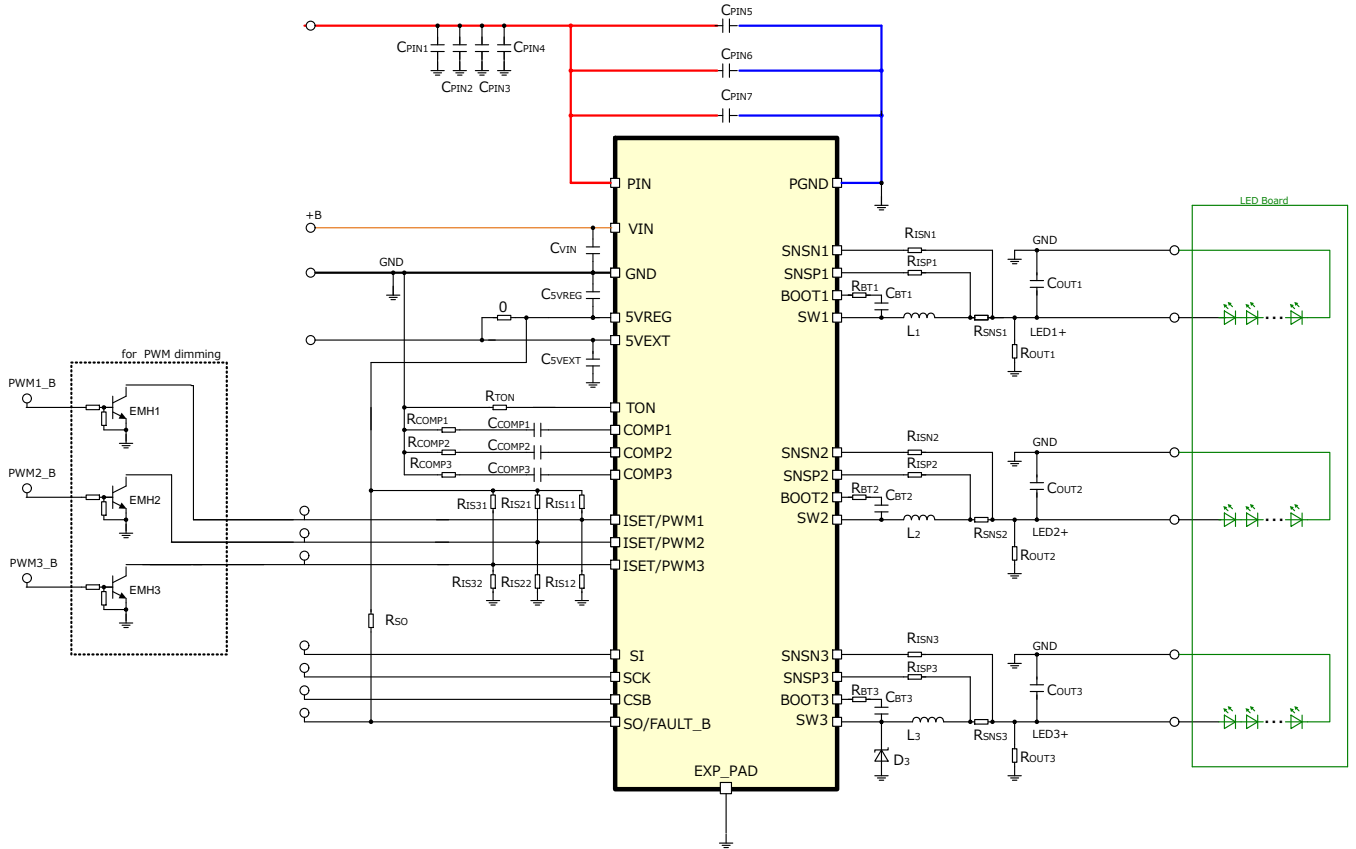 CPIN5
CPIN1
CPIN4
CPIN6
CPIN2
CPIN3
CPIN7
PIN
PGND
LED Board
+B
VIN
RISN1
GND
CVIN
SNSN1
GND
GND
RISP1
SNSP1
C5VREG
BOOT1
RBT1
CBT1
COUT1
0
5VREG
SW1
L1
RSNS1
LED1+
5VEXT
C5VEXT
ROUT1
for PWM dimming
PWM1_B
EMH1
RTON
TON
RCOMP1
CCOMP1
COMP1
RCOMP2
CCOMP2
COMP2
RCOMP3
CCOMP3
COMP3
RISN2
GND
SNSN2
RISP2
SNSP2
PWM2_B
EMH2
BOOT2
RBT2
CBT2
COUT2
RIS31
RIS21
RIS11
ISET/PWM1
SW2
L2
RSNS2
LED2+
ISET/PWM2
ROUT2
PWM3_B
EMH3
ISET/PWM3
RIS32
RIS22
RIS12
RSO
RISN3
GND
SI
SNSN3
RISP3
SCK
SNSP3
CSB
BOOT3
RBT3
CBT3
COUT3
SO/FAULT_B
SW3
L3
RSNS3
LED3+
D3
ROUT3
EXP_PAD